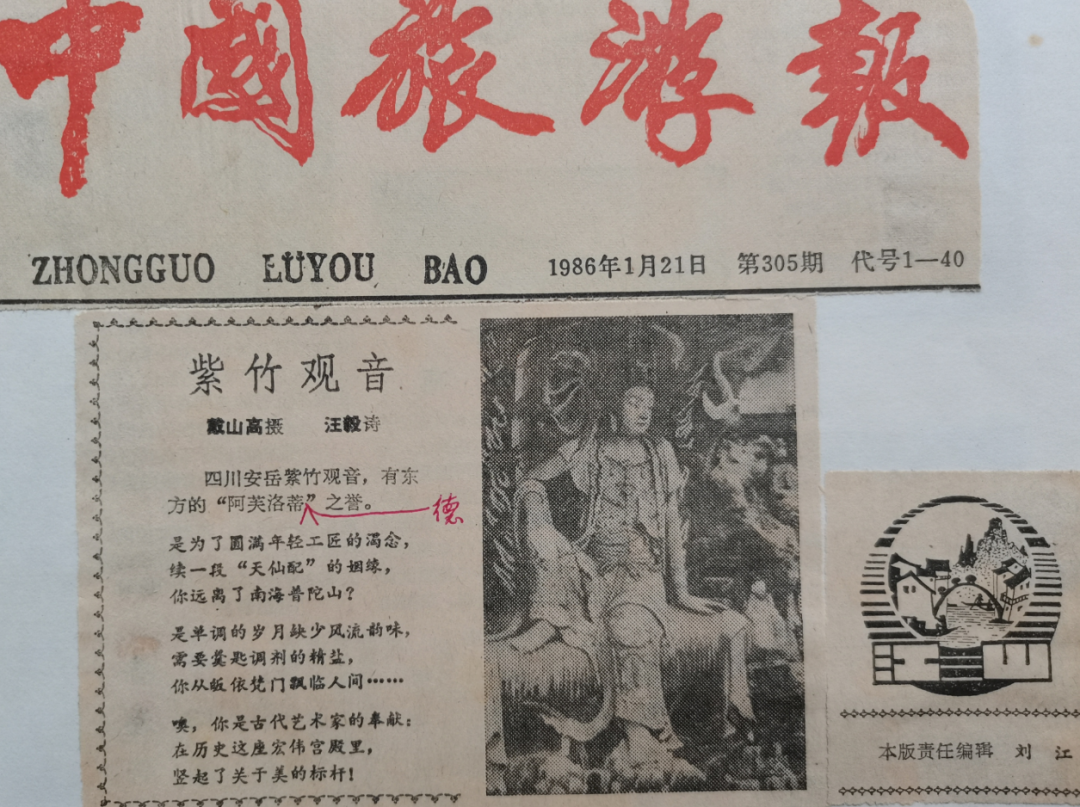 中國旅游報
ZHONGGUO LÜYOU BAO
1986年1月21日 第305期 代号1—40
紫竹观音
戴山高摄 汪毅诗
四川安岳紫竹观音，有东
方的“阿芙洛蒂”之誉。
德
是为了圆满年轻工匠的渴念，
续一段“天仙配”的姻缘，
你远离了南海普陀山？
是单调的岁月缺少风流韵味，
需要羹匙调剂的精盐，
你从皈依梵门飘临人间……
噢，你是古代艺术家的奉献：
在历史这座宏伟宫殿里，
竖起了关于美的标杆！
本版责任编辑 刘江